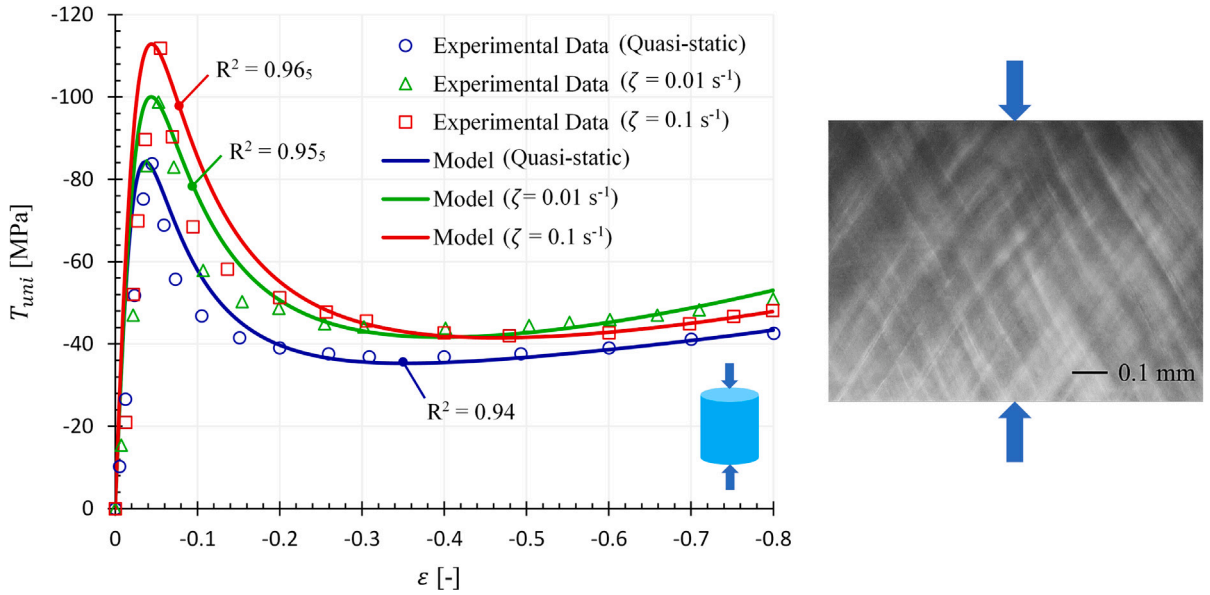 -120
-100
-80
-60
-40
-20
0
T_uni [MPa]
0 -0.1 -0.2 -0.3 -0.4 -0.5 -0.6 -0.7 -0.8
ε [-]
Experimental Data (Quasi-static)
Experimental Data (ζ = 0.01 s⁻¹)
Experimental Data (ζ = 0.1 s⁻¹)
Model (Quasi-static)
Model (ζ= 0.01 s⁻¹)
Model (ζ = 0.1 s⁻¹)
R² = 0.96₅
R² = 0.95₅
R² = 0.94
0.1 mm